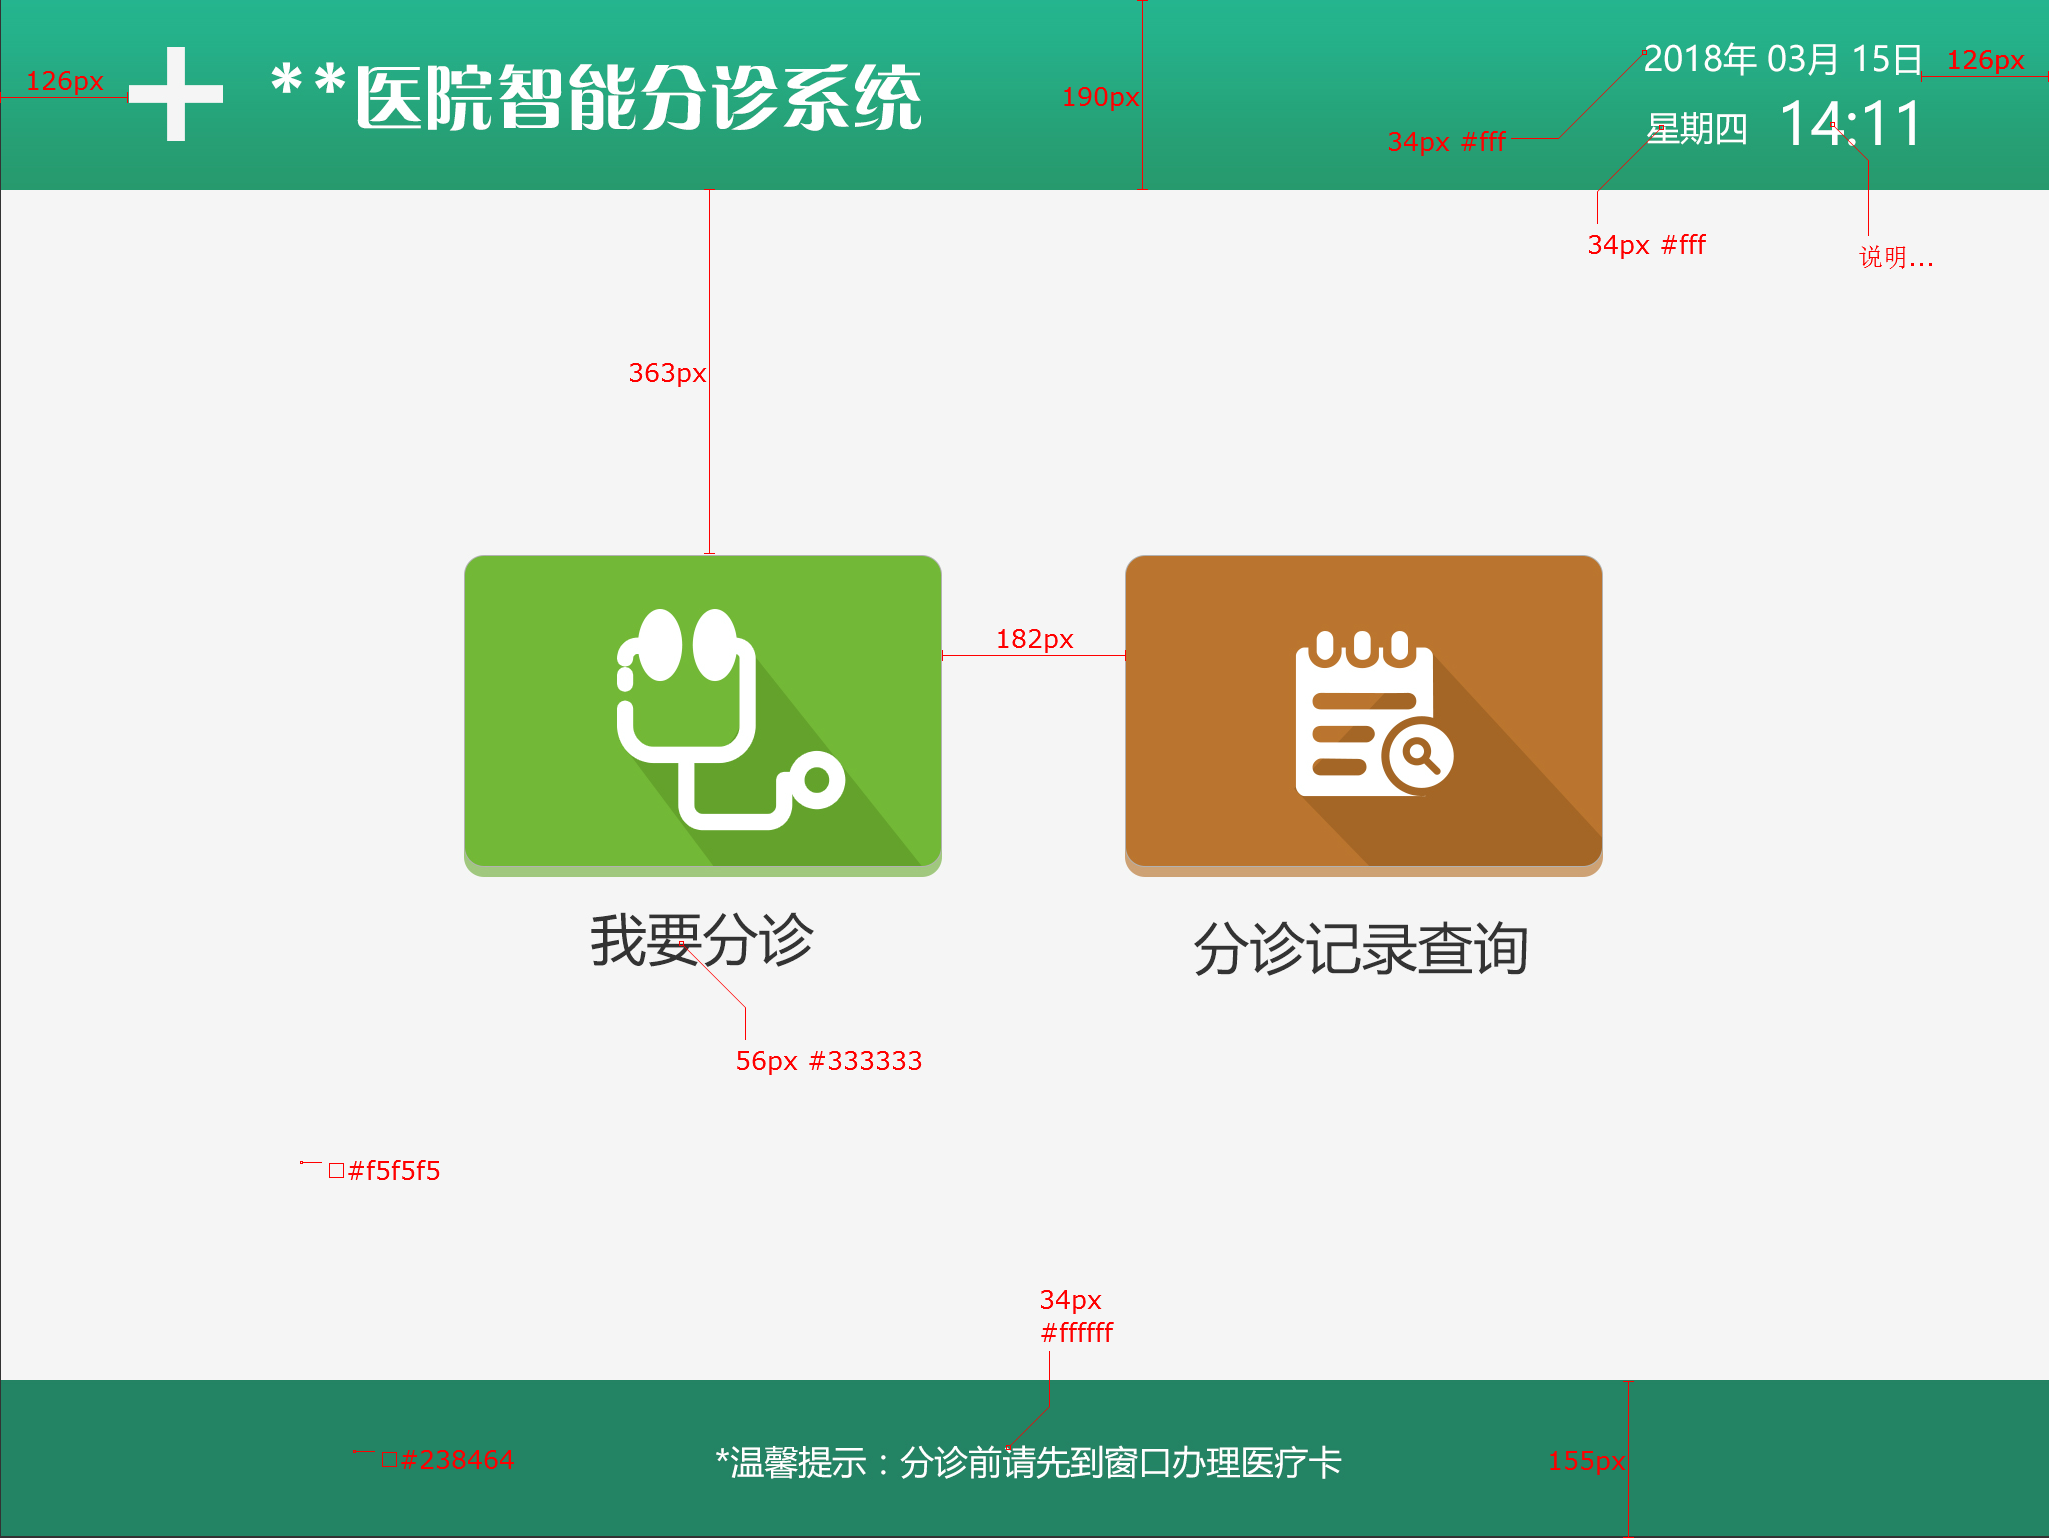 **医院智能分诊系统
2018年 03月 15日
星期四 14:11
126px
190px
126px
34px #fff
34px #fff
说明...
363px
182px
我要分诊
分诊记录查询
56px #333333
□#f5f5f5
34px
#ffffff
□#238464
*温馨提示：分诊前请先到窗口办理医疗卡
155px